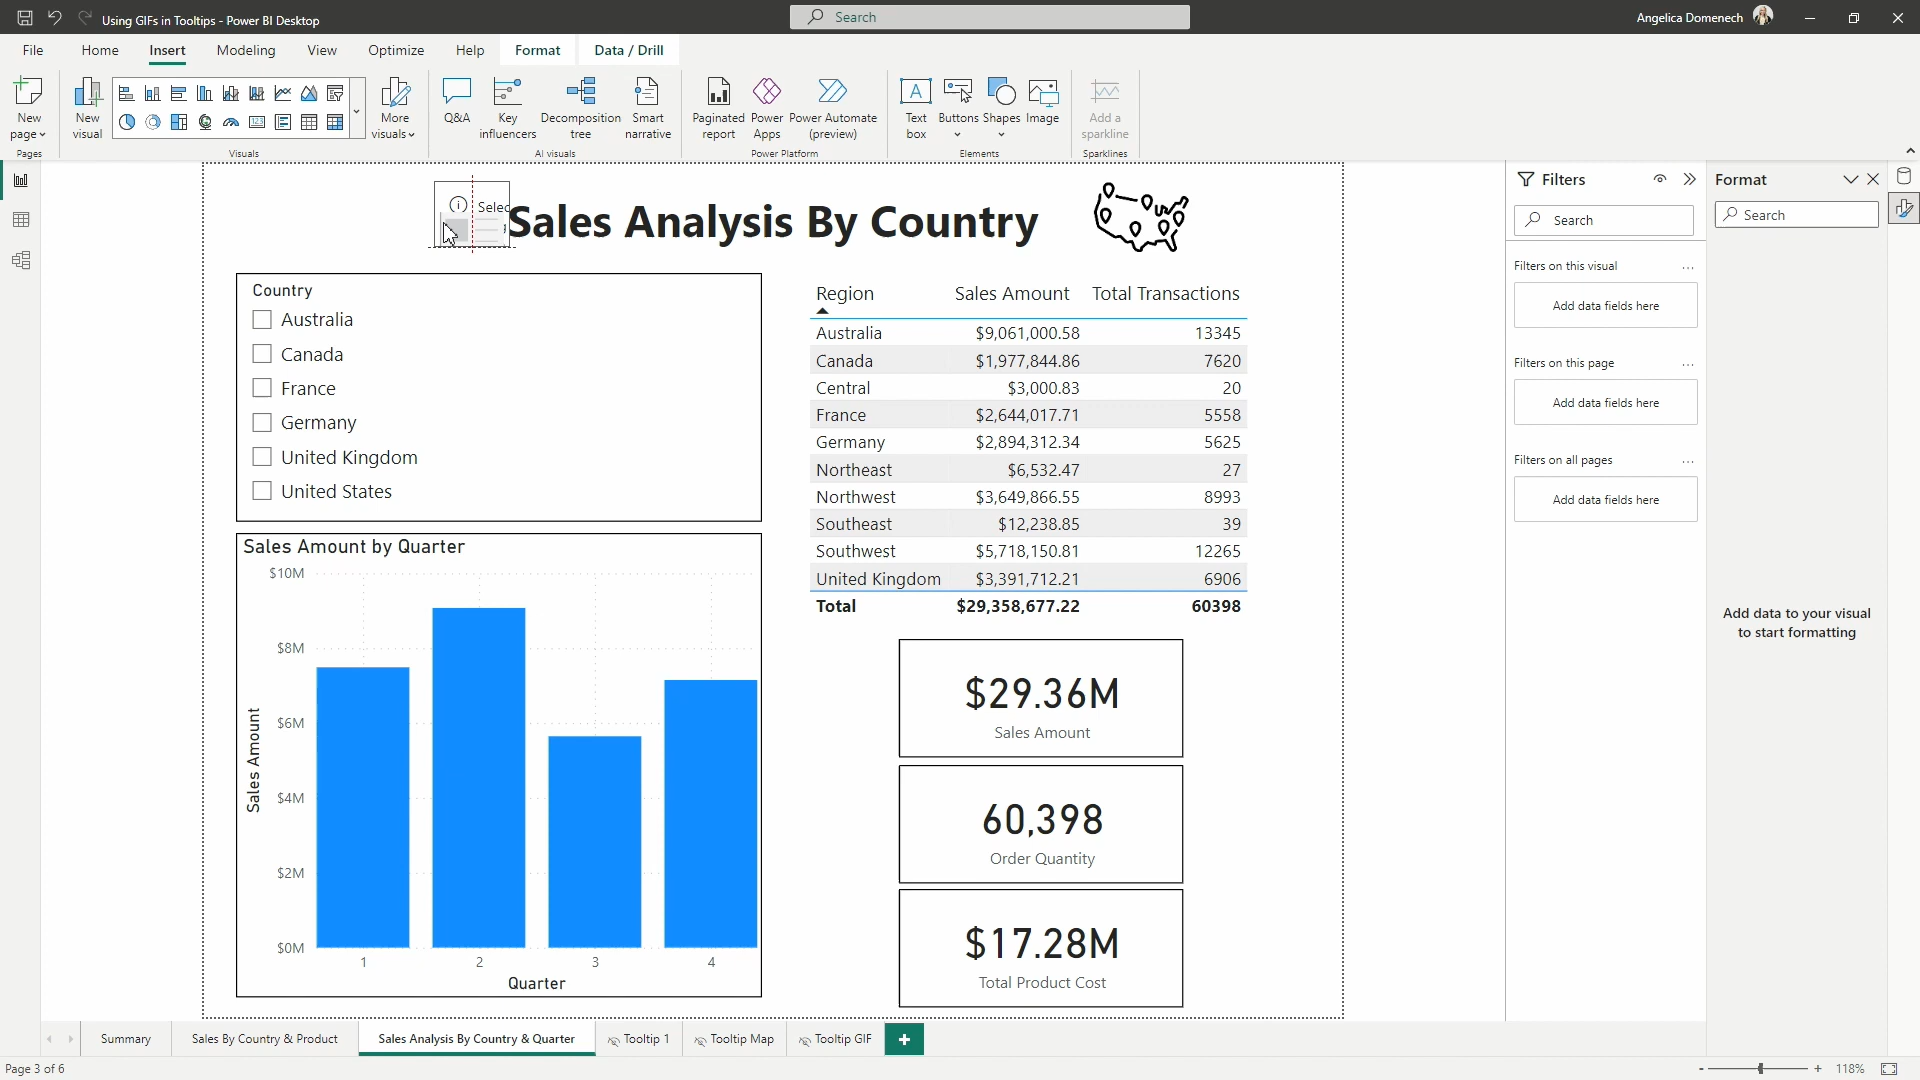 Using GIFs in Tooltips - Power BI Desktop
Search
Angelica Domenech
File Home Insert Modeling View Optimize Help Format Data / Drill
New page
Pages
New visual
More visuals
Visuals
Q&A
Key influencers
Decomposition tree
Smart narrative
AI visuals
Paginated report
Power Apps
Power Automate (preview)
Power Platform
Text box
Buttons
Shapes
Image
Elements
Add a sparkline
Sparklines
Selec
Sales Analysis By Country
Country
Australia
Canada
France
Germany
United Kingdom
United States
Region Sales Amount Total Transactions
Australia $9,061,000.58 13345
Canada $1,977,844.86 7620
Central $3,000.83 20
France $2,644,017.71 5558
Germany $2,894,312.34 5625
Northeast $6,532.47 27
Northwest $3,649,866.55 8993
Southeast $12,238.85 39
Southwest $5,718,150.81 12265
United Kingdom $3,391,712.21 6906
Total $29,358,677.22 60398
Sales Amount by Quarter
$10M
$8M
$6M
$4M
$2M
$0M
Sales Amount
1 2 3 4
Quarter
$29.36M
Sales Amount
60,398
Order Quantity
$17.28M
Total Product Cost
Filters
Search
Filters on this visual ...
Add data fields here
Filters on this page ...
Add data fields here
Filters on all pages ...
Add data fields here
Format
Search
Add data to your visual
to start formatting
Summary Sales By Country & Product Sales Analysis By Country & Quarter Tooltip 1 Tooltip Map Tooltip GIF +
Page 3 of 6
- + 118%